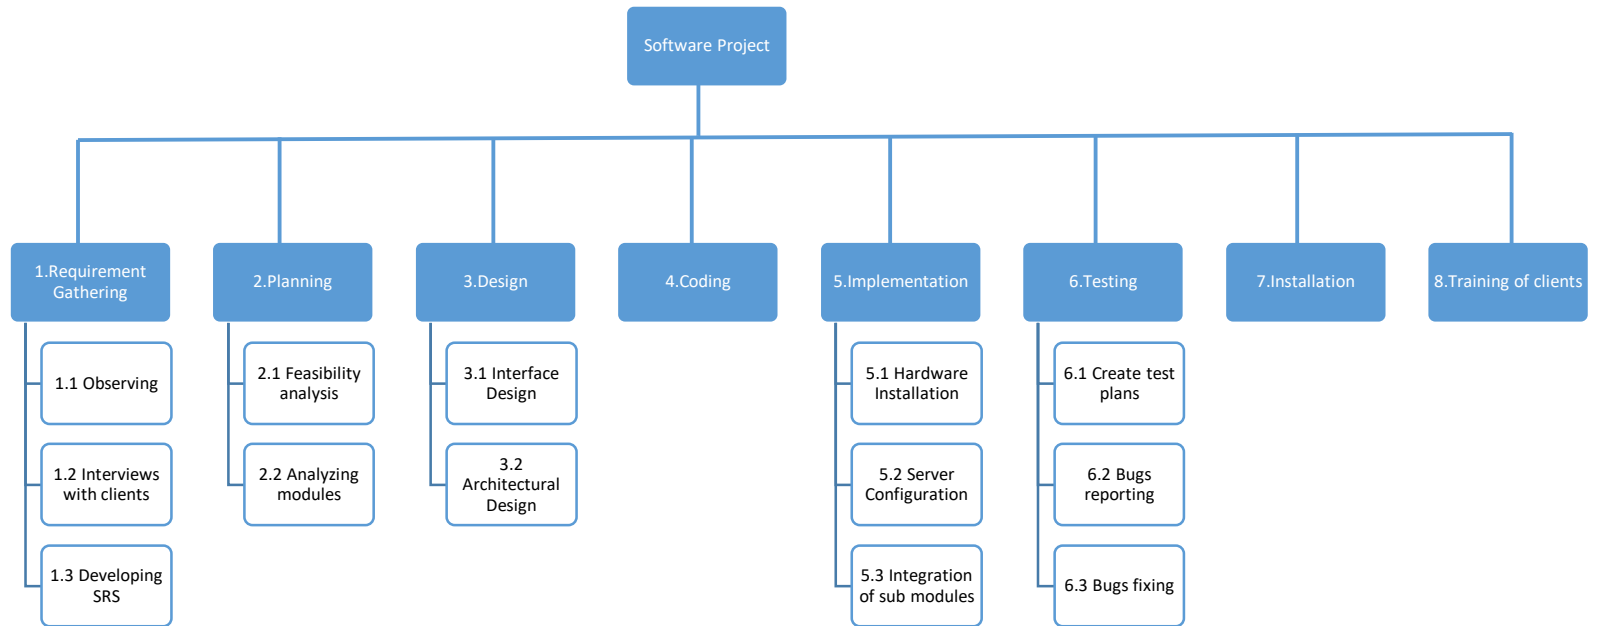 Software Project
1.Requirement
Gathering
2.Planning
3.Design
4.Coding
5.Implementation
6.Testing
7.Installation
8.Training of clients
1.1 Observing
1.2 Interviews
with clients
1.3 Developing
SRS
2.1 Feasibility
analysis
2.2 Analyzing
modules
3.1 Interface
Design
3.2
Architectural
Design
5.1 Hardware
Installation
5.2 Server
Configuration
5.3 Integration
of sub modules
6.1 Create test
plans
6.2 Bugs
reporting
6.3 Bugs fixing